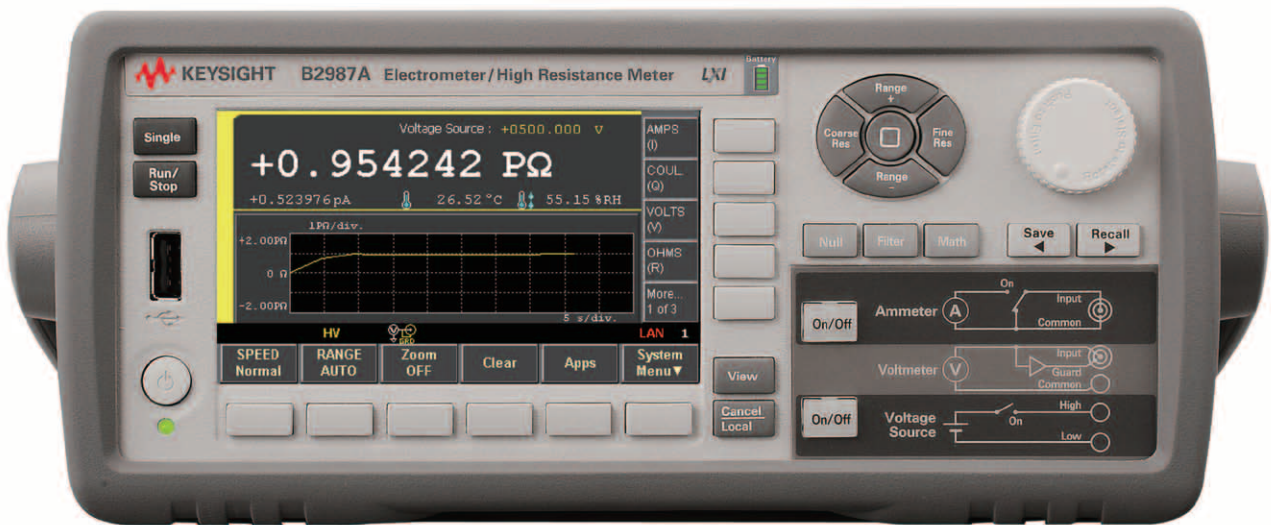 KEYSIGHT B2987A Electrometer/High Resistance Meter LXI Battery
Single
Run/
Stop
Voltage Source : +0500.000 V
+0.954242 PΩ
+0.523976pA 26.52°C 55.15%RH
1PΩ/div.
+2.00PΩ
0 Ω
-2.00PΩ
5 s/div.
AMPS
(I)
COUL
(Q)
VOLTS
(V)
OHMS
(R)
More...
1 of 3
HV GRD LAN 1
SPEED
Normal
RANGE
AUTO
Zoom
OFF
Clear
Apps
System
Menu▼
View
Cancel
Local
Range
+
Coarse
Res
Fine
Res
Range
-
Null
Filter
Math
Save
◀
Recall
▶
On/Off
Ammeter
A
On
Input
Common
Voltmeter
V
Input
Guard
Common
On/Off
Voltage
Source
On
High
Low